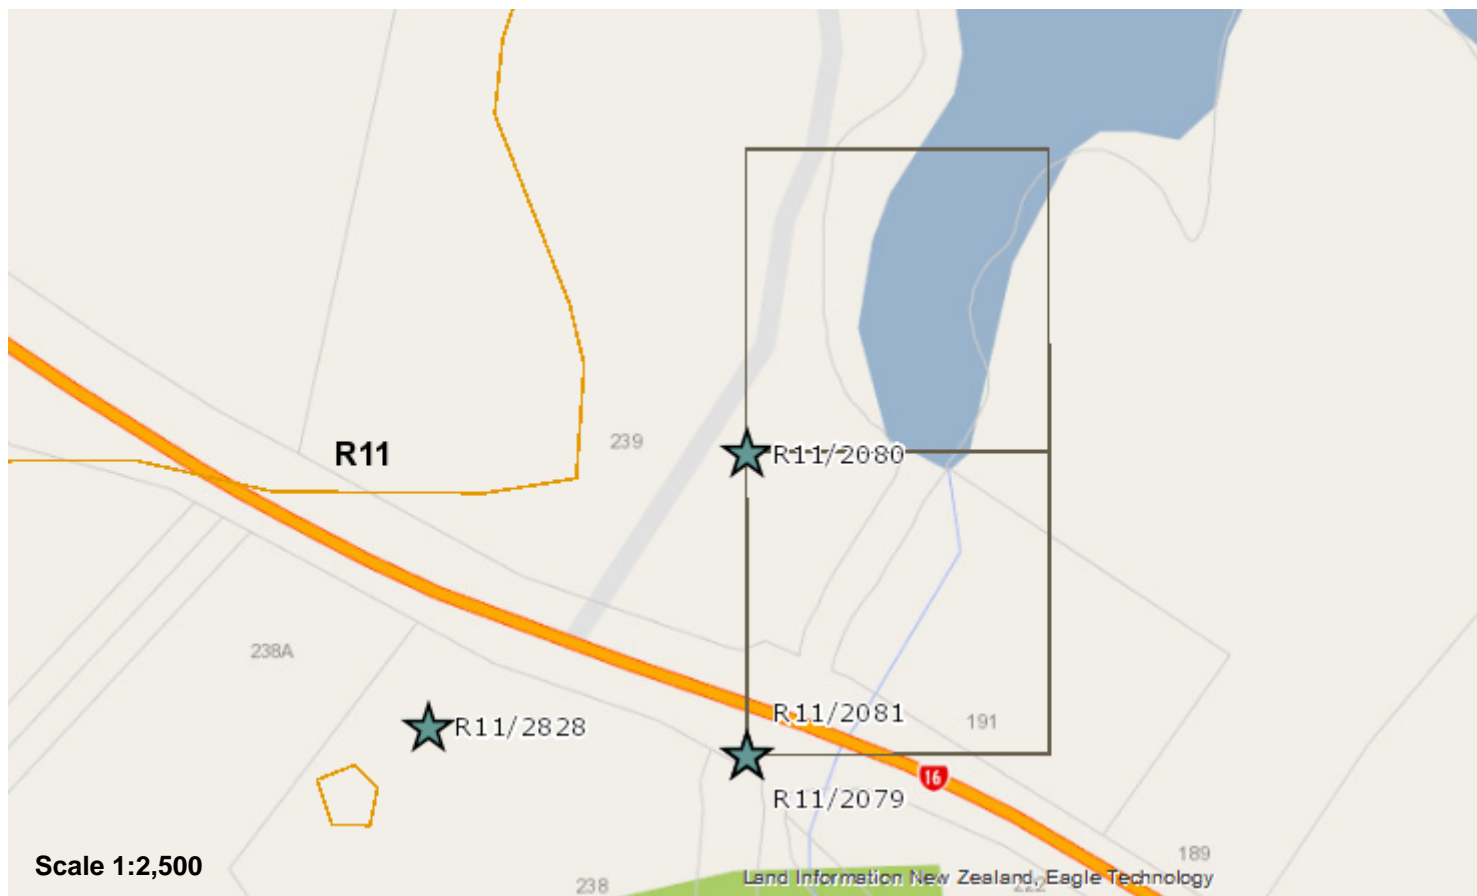 239
R11
R11/2080
238A
R11/2081
191
R11/2828
16
R11/2079
189
Scale 1:2,500
238
222
Land Information New Zealand, Eagle Technology